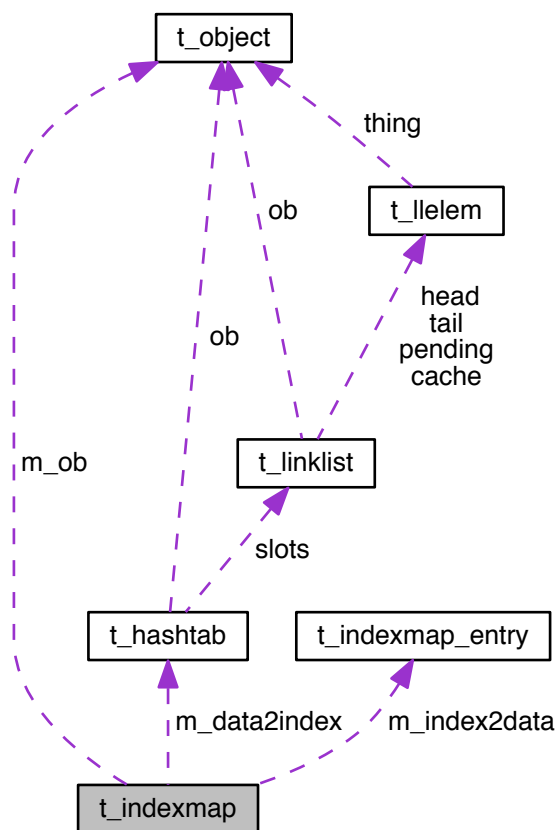 t_object
thing
t_llelem
ob
head
tail
pending
cache
ob
t_linklist
m_ob
slots
t_hashtab
t_indexmap_entry
m_data2index
m_index2data
t_indexmap